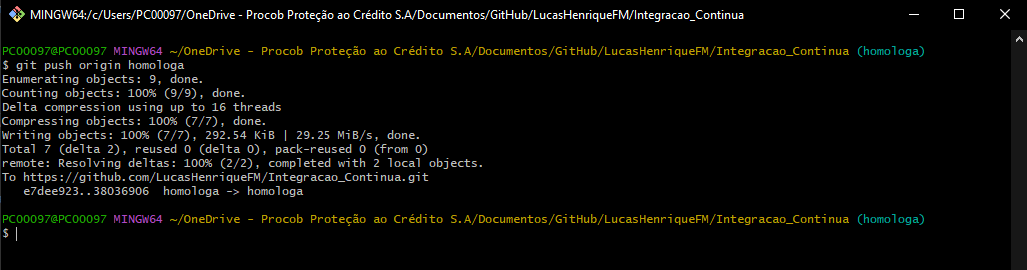 MINGW64:/c/Users/PC00097/OneDrive - Procob Proteção ao Crédito S.A/Documentos/GitHub/LucasHenriqueFM/Integracao_Continua
PC00097@PC00097 MINGW64 ~/OneDrive - Procob Proteção ao Crédito S.A/Documentos/GitHub/LucasHenriqueFM/Integracao_Continua (homologa)
$ git push origin homologa
Enumerating objects: 9, done.
Counting objects: 100% (9/9), done.
Delta compression using up to 16 threads
Compressing objects: 100% (7/7), done.
Writing objects: 100% (7/7), 292.54 KiB | 29.25 MiB/s, done.
Total 7 (delta 2), reused 0 (delta 0), pack-reused 0 (from 0)
remote: Resolving deltas: 100% (2/2), completed with 2 local objects.
To https://github.com/LucasHenriqueFM/Integracao_Continua.git
   e7dee923..38036906  homologa -> homologa
PC00097@PC00097 MINGW64 ~/OneDrive - Procob Proteção ao Crédito S.A/Documentos/GitHub/LucasHenriqueFM/Integracao_Continua (homologa)
$